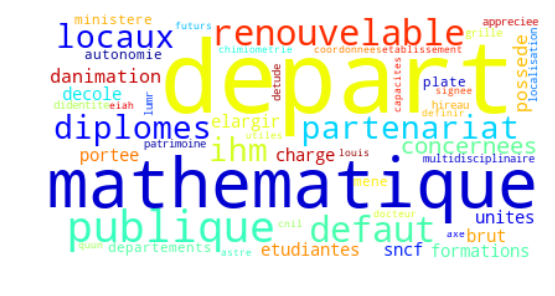 ministere futurs renouvelable appreciee
locaux chimiometrie coordonnees etablissement grille
autonomie depart possede localisation
danimation detude capacites plate
decole signee
didentite eiah lumr hireau
diplomes elargir partenariat definir
patrimoine utiles concernees
portee ihm charge louis multidisciplinaire
mathematique mene
publique cnil defaut docteur unites
quun departements astre etudiantes sncf axe brut formations